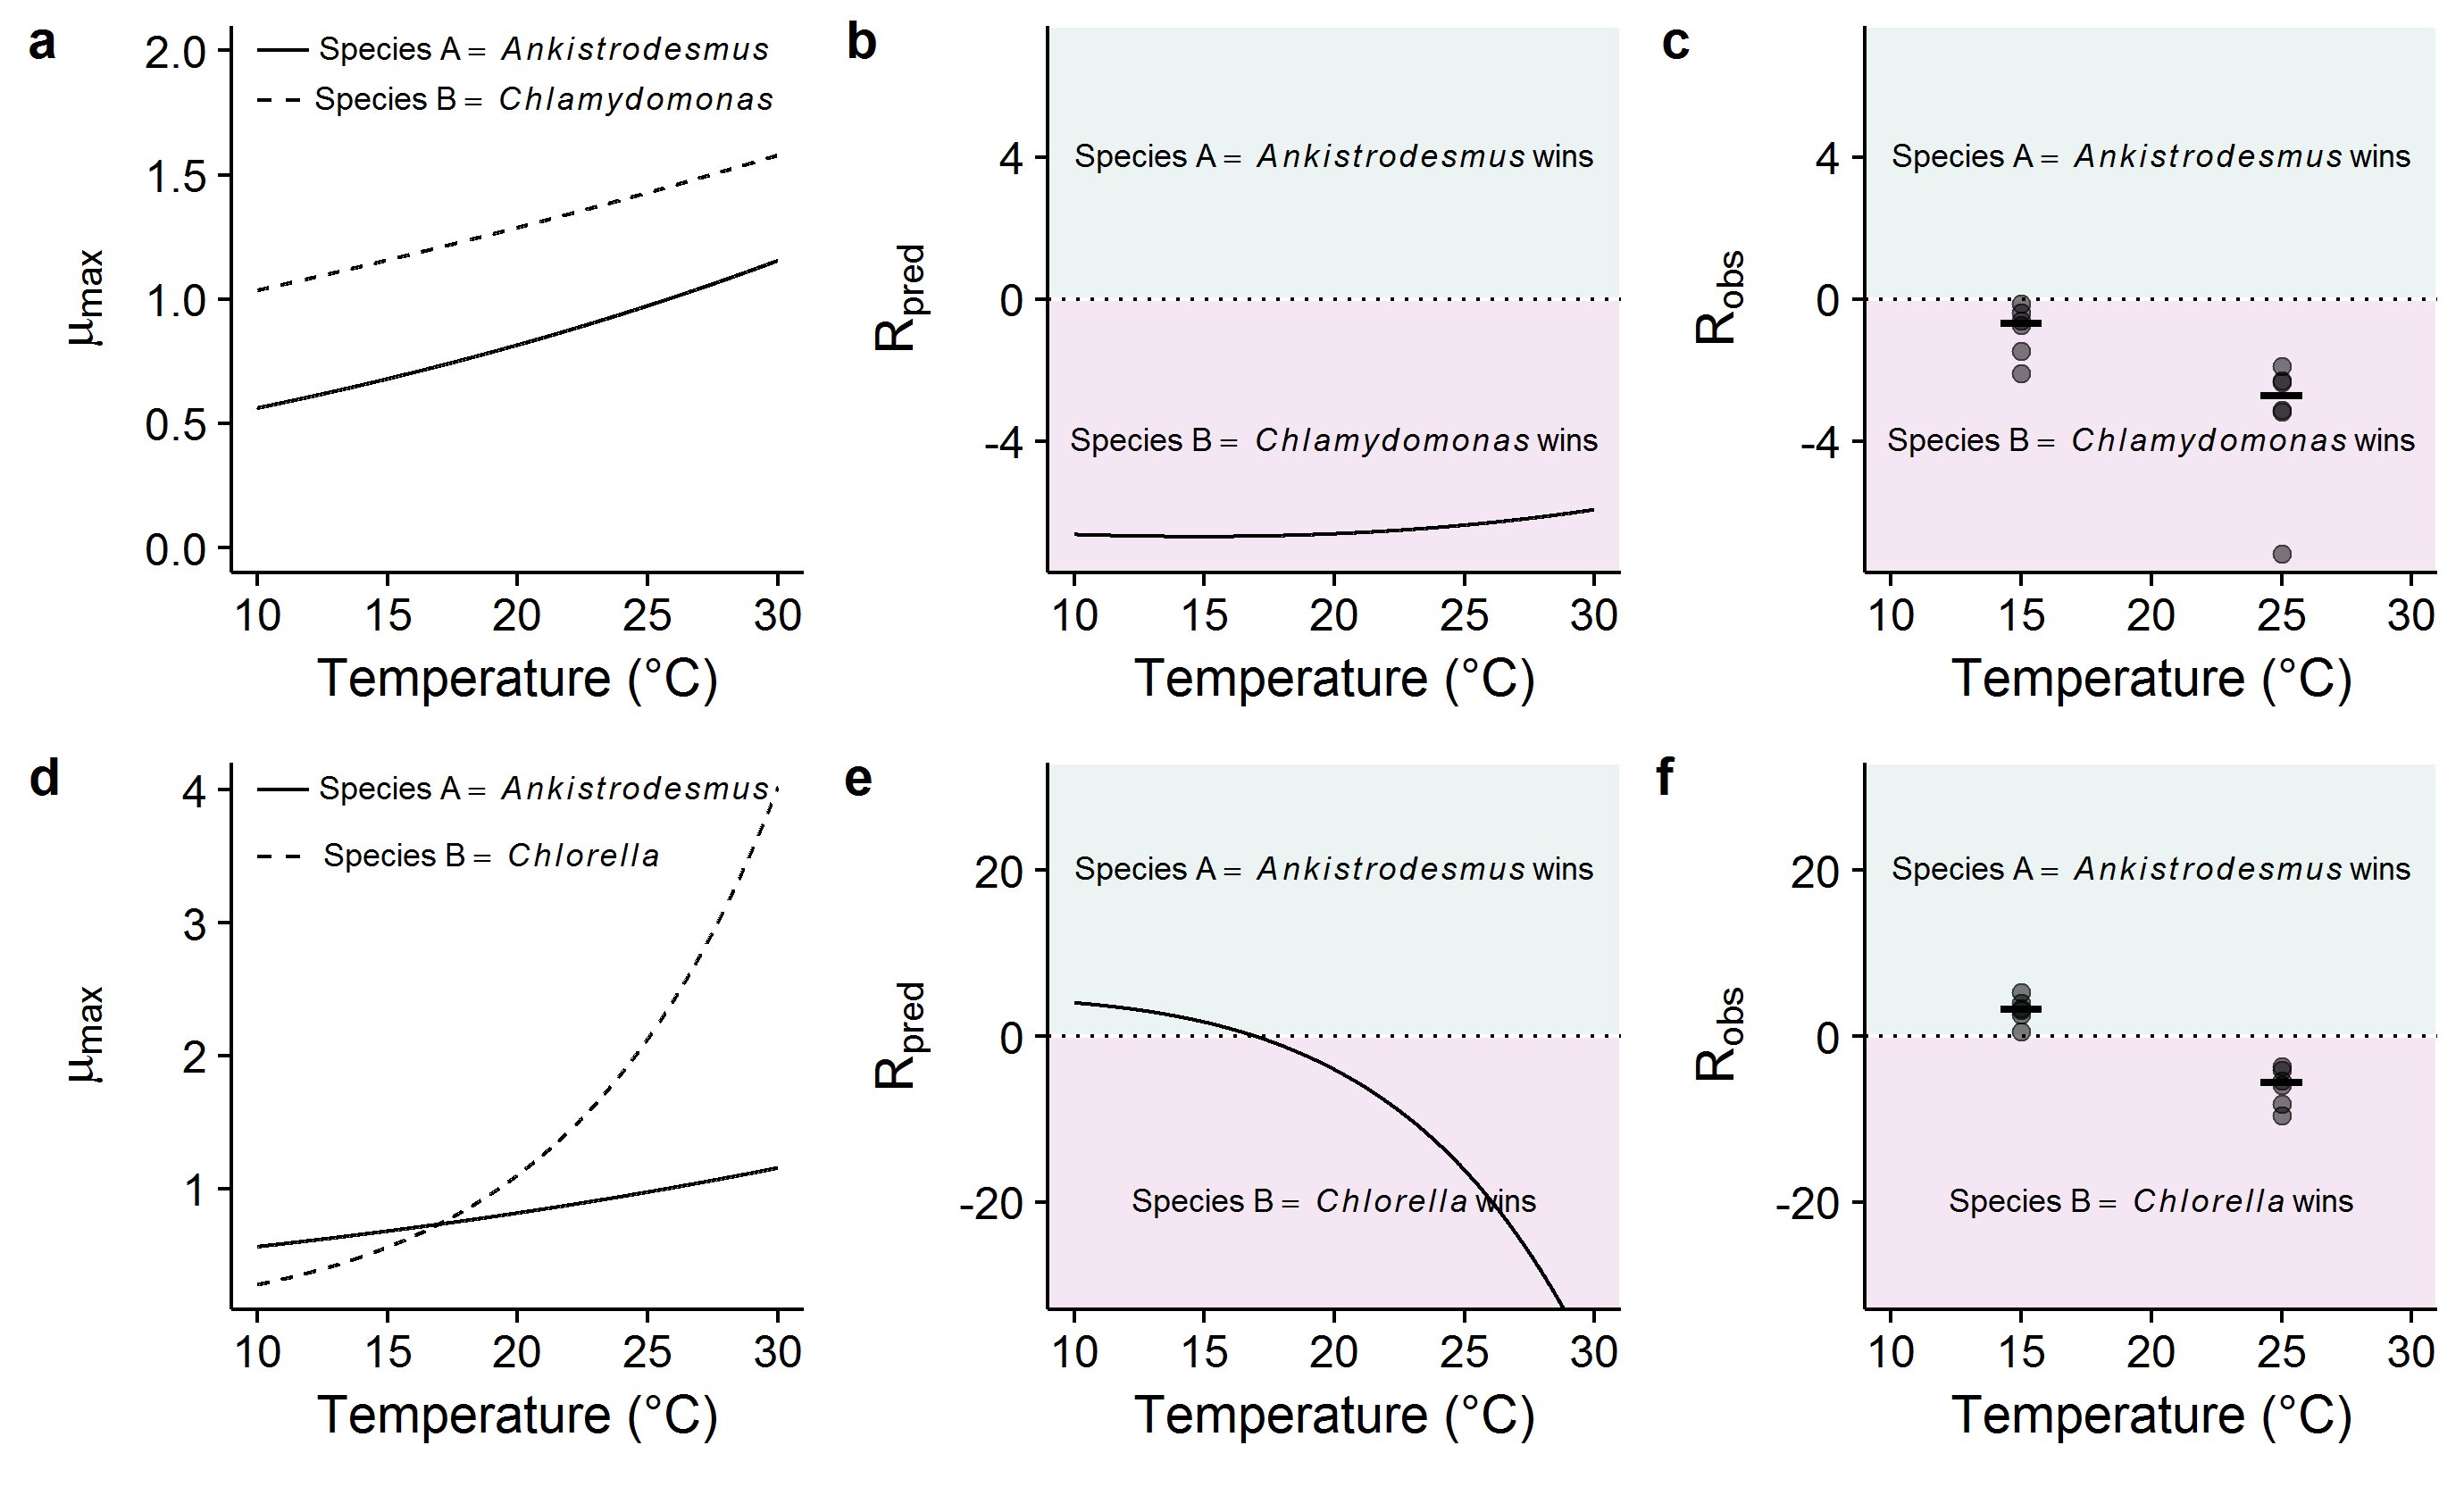 a
2.0
1.5
1.0
0.5
0.0
μmax
Species A = Ankistrodesmus
Species B = Chlamydomonas
10 15 20 25 30
Temperature (°C)
b
4
0
-4
Rpred
Species A = Ankistrodesmus wins
Species B = Chlamydomonas wins
10 15 20 25 30
Temperature (°C)
c
4
0
-4
Robs
Species A = Ankistrodesmus wins
Species B = Chlamydomonas wins
10 15 20 25 30
Temperature (°C)
d
4
3
2
1
μmax
Species A = Ankistrodesmus
Species B = Chlorella
10 15 20 25 30
Temperature (°C)
e
20
0
-20
Rpred
Species A = Ankistrodesmus wins
Species B = Chlorella wins
10 15 20 25 30
Temperature (°C)
f
20
0
-20
Robs
Species A = Ankistrodesmus wins
Species B = Chlorella wins
10 15 20 25 30
Temperature (°C)